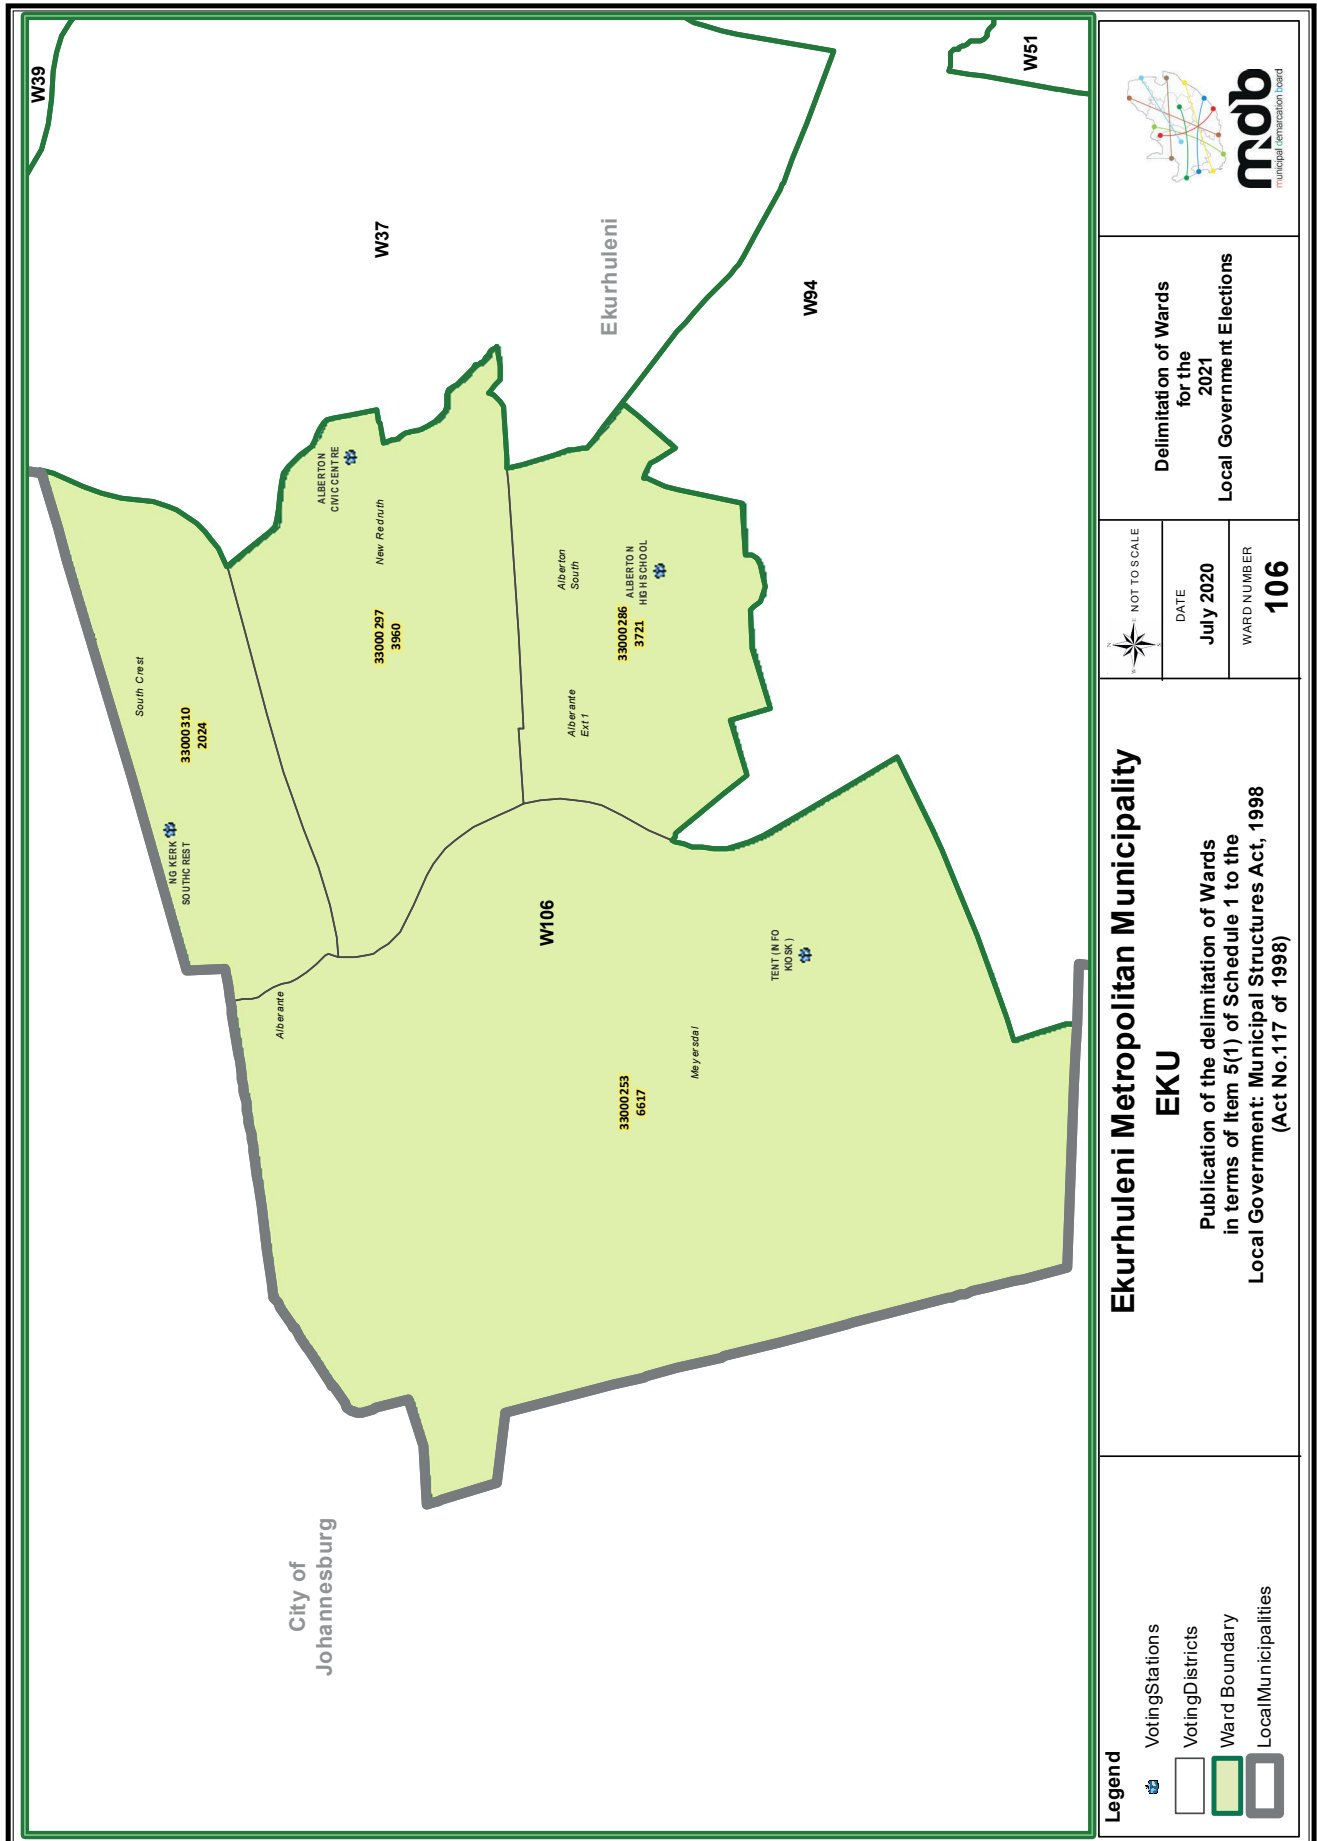 W39
W37
W51
W94
Ekurhuleni
City of
Johannesburg
South Crest
33000310
2024
NG KERK
SOUTHCREST
ALBERTON
CIVIC CENTRE
New Redruth
33000297
3960
Alberton
South
ALBERTON
HIGH SCHOOL
33000286
3721
Alberante
Ext 1
Alberante
W106
TENT (INFO
KIOSK)
Meyersdal
33000253
6617
Legend
VotingStations
VotingDistricts
Ward Boundary
LocalMunicipalities
Ekurhuleni Metropolitan Municipality
EKU
Publication of the delimitation of Wards
in terms of Item 5(1) of Schedule 1 to the
Local Government: Municipal Structures Act, 1998
(Act No.117 of 1998)
N
W
E
S
NOT TO SCALE
DATE
July 2020
WARD NUMBER
106
Delimitation of Wards
for the
2021
Local Government Elections
mdb
municipal demarcation board